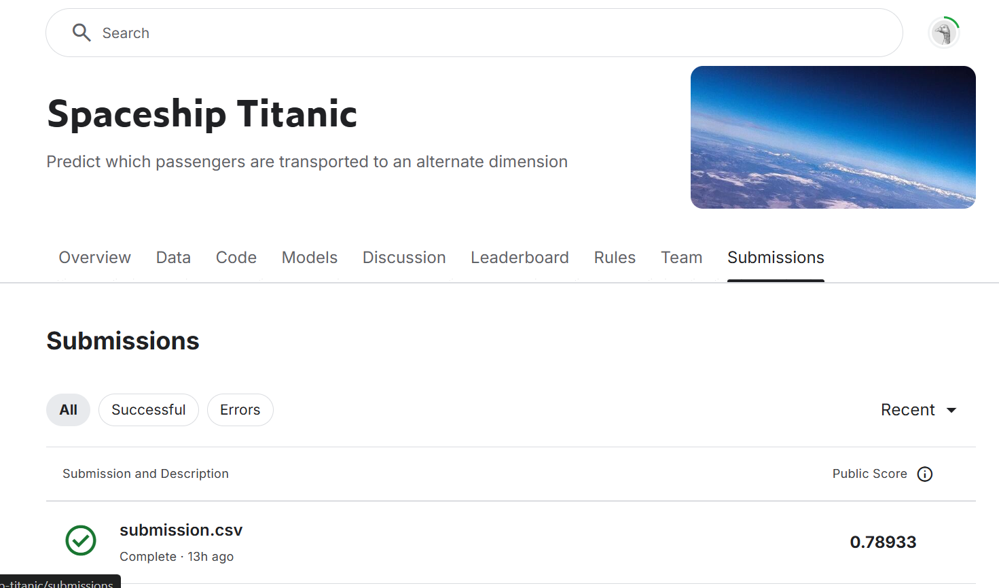 Search
Spaceship Titanic
Predict which passengers are transported to an alternate dimension
Overview Data Code Models Discussion Leaderboard Rules Team Submissions
Submissions
All Successful Errors Recent
Submission and Description Public Score
submission.csv
0.78933
Complete · 13h ago
p-titanic/submissions